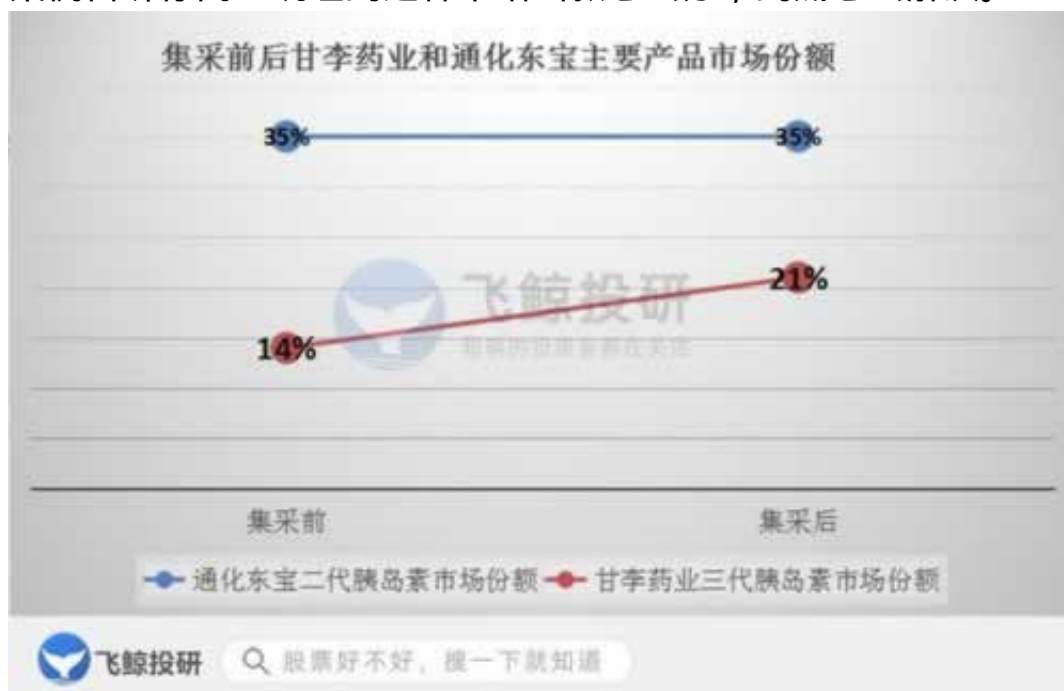 集采前后甘李药业和通化东宝主要产品市场份额
35%
35%
飞鲸投研
21%
14%
集采前
集采后
通化东宝二代胰岛素市场份额
甘李药业三代胰岛素市场份额
飞鲸投研
股票好不好，搜一下就知道